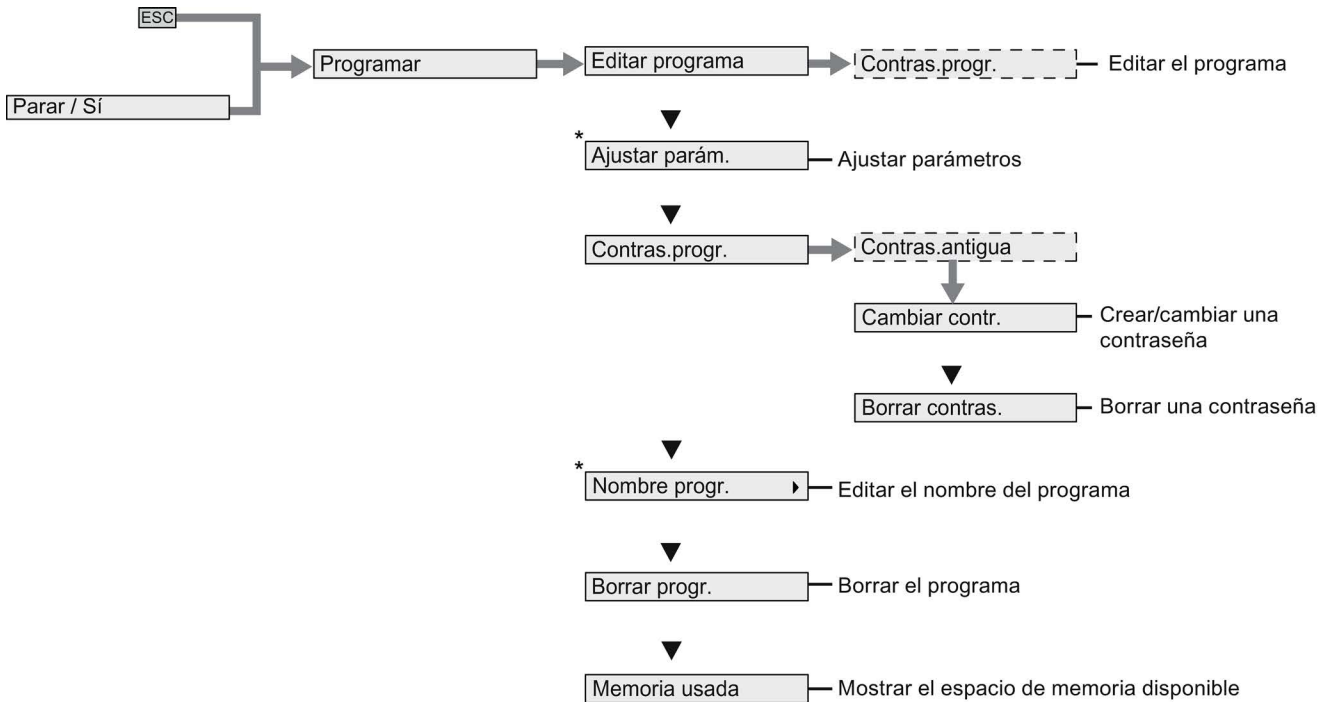 ESC
Parar / Sí
Programar
Editar programa
Contras.progr.
Editar el programa
*
Ajustar parám.
Ajustar parámetros
Contras.progr.
Contras.antigua
Cambiar contr.
Crear/cambiar una
contraseña
Borrar contras.
Borrar una contraseña
*
Nombre progr.
Editar el nombre del programa
Borrar progr.
Borrar el programa
Memoria usada
Mostrar el espacio de memoria disponible